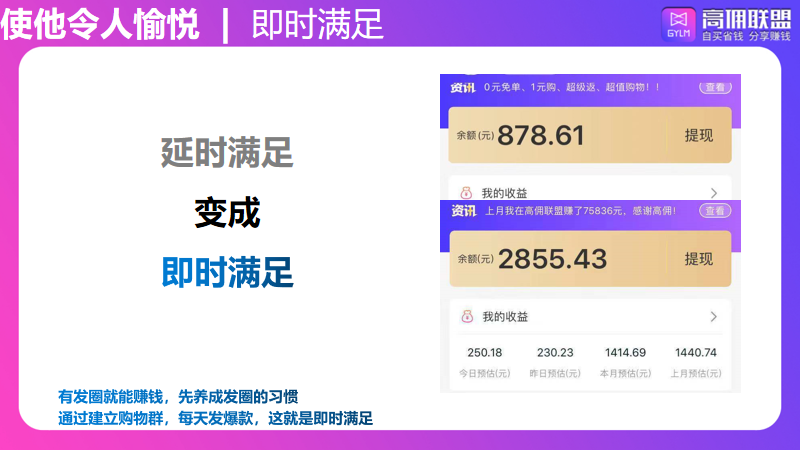 使他令人愉悦 | 即时满足
高佣联盟
GYLM
自买省钱 分享赚钱
延时满足
变成
即时满足
有发圈就能赚钱，先养成发圈的习惯
通过建立购物群，每天发爆款，这就是即时满足
资讯 0元免单、1元购、超级返、超值购物！！ 查看
余额(元) 878.61 提现
我的收益
资讯 上月我在高佣联盟赚了75836元，感谢高佣！ 查看
余额(元) 2855.43 提现
我的收益
250.18 230.23 1414.69 1440.74
今日预估(元) 昨日预估(元) 本月预估(元) 上月预估(元)